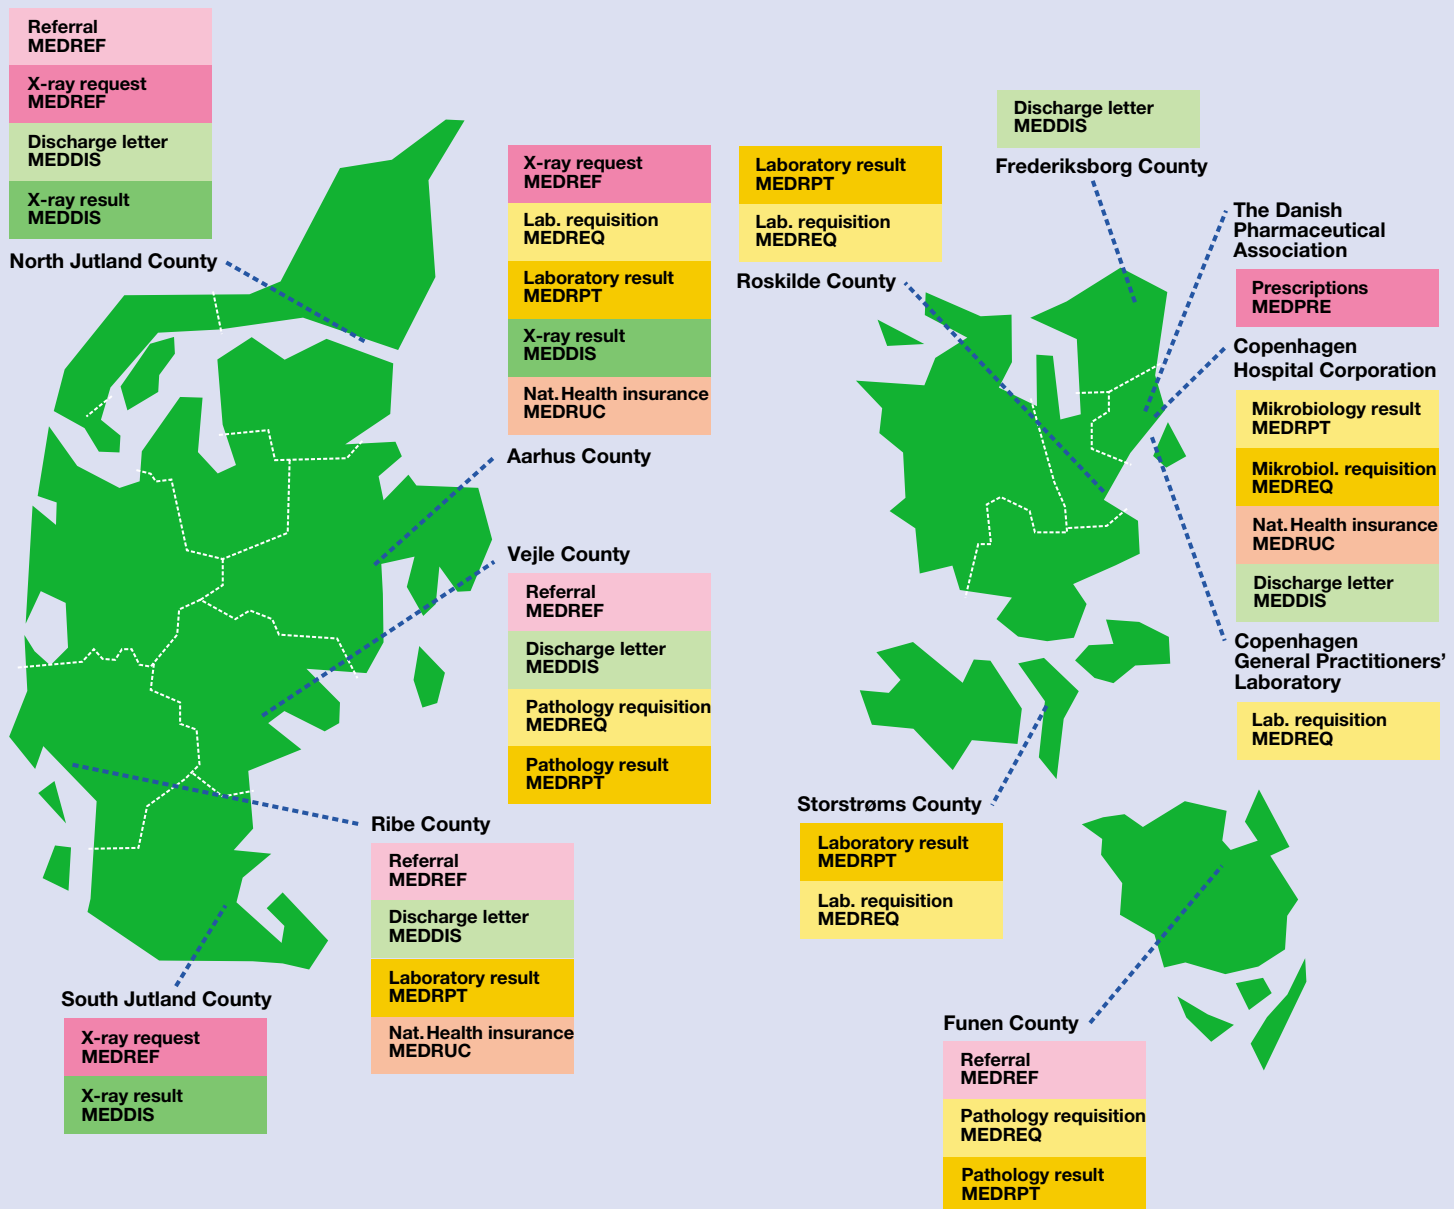 Referral
MEDREF
X-ray request
MEDREF
Discharge letter
MEDDIS
X-ray result
MEDDIS
North Jutland County
X-ray request
MEDREF
Lab. requisition
MEDREQ
Laboratory result
MEDRPT
X-ray result
MEDDIS
Nat. Health insurance
MEDRUC
Aarhus County
Vejle County
Referral
MEDREF
Discharge letter
MEDDIS
Pathology requisition
MEDREQ
Pathology result
MEDRPT
Ribe County
Referral
MEDREF
Discharge letter
MEDDIS
Laboratory result
MEDRPT
Nat. Health insurance
MEDRUC
South Jutland County
X-ray request
MEDREF
X-ray result
MEDDIS
Laboratory result
MEDRPT
Lab. requisition
MEDREQ
Roskilde County
Discharge letter
MEDDIS
Frederiksborg County
The Danish
Pharmaceutical
Association
Prescriptions
MEDPRE
Copenhagen
Hospital Corporation
Mikrobiology result
MEDRPT
Mikrobiol. requisition
MEDREQ
Nat. Health insurance
MEDRUC
Discharge letter
MEDDIS
Copenhagen
General Practitioners'
Laboratory
Lab. requisition
MEDREQ
Storstrøms County
Laboratory result
MEDRPT
Lab. requisition
MEDREQ
Funen County
Referral
MEDREF
Pathology requisition
MEDREQ
Pathology result
MEDRPT